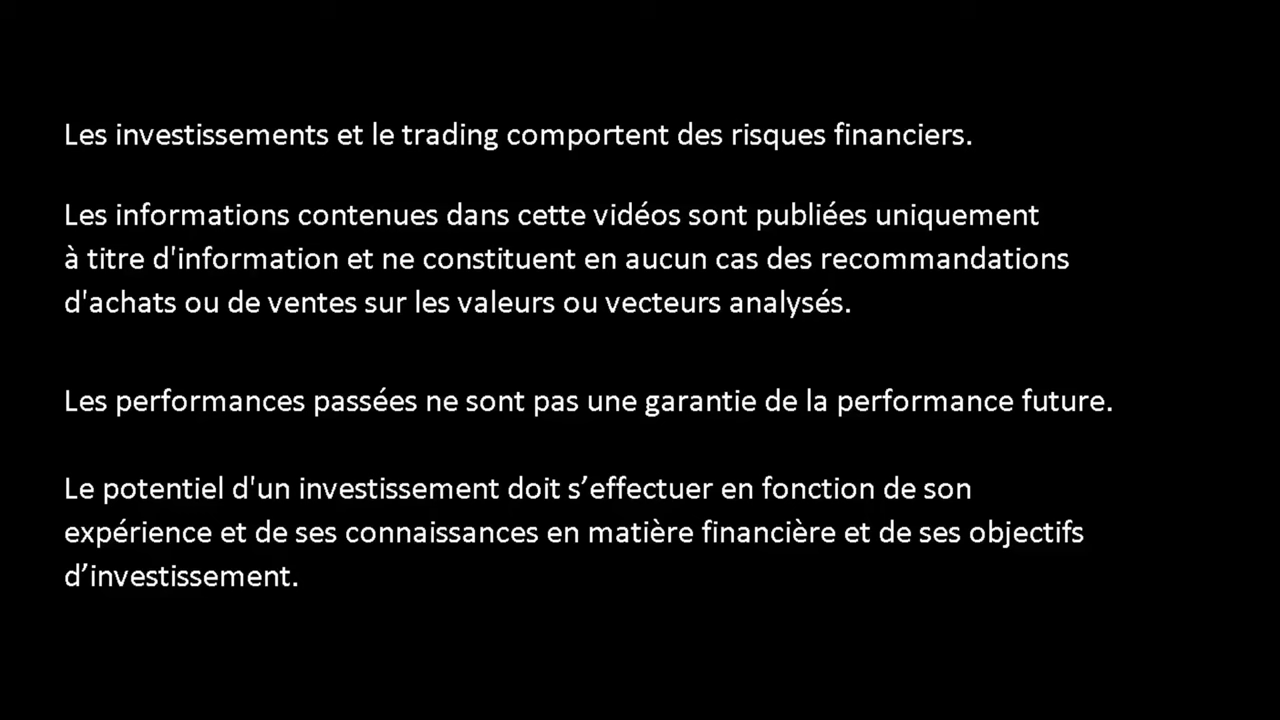 Les investissements et le trading comportent des risques financiers.
Les informations contenues dans cette vidéos sont publiées uniquement
à titre d'information et ne constituent en aucun cas des recommandations
d'achats ou de ventes sur les valeurs ou vecteurs analysés.
Les performances passées ne sont pas une garantie de la performance future.
Le potentiel d'un investissement doit s’effectuer en fonction de son
expérience et de ses connaissances en matière financière et de ses objectifs
d’investissement.